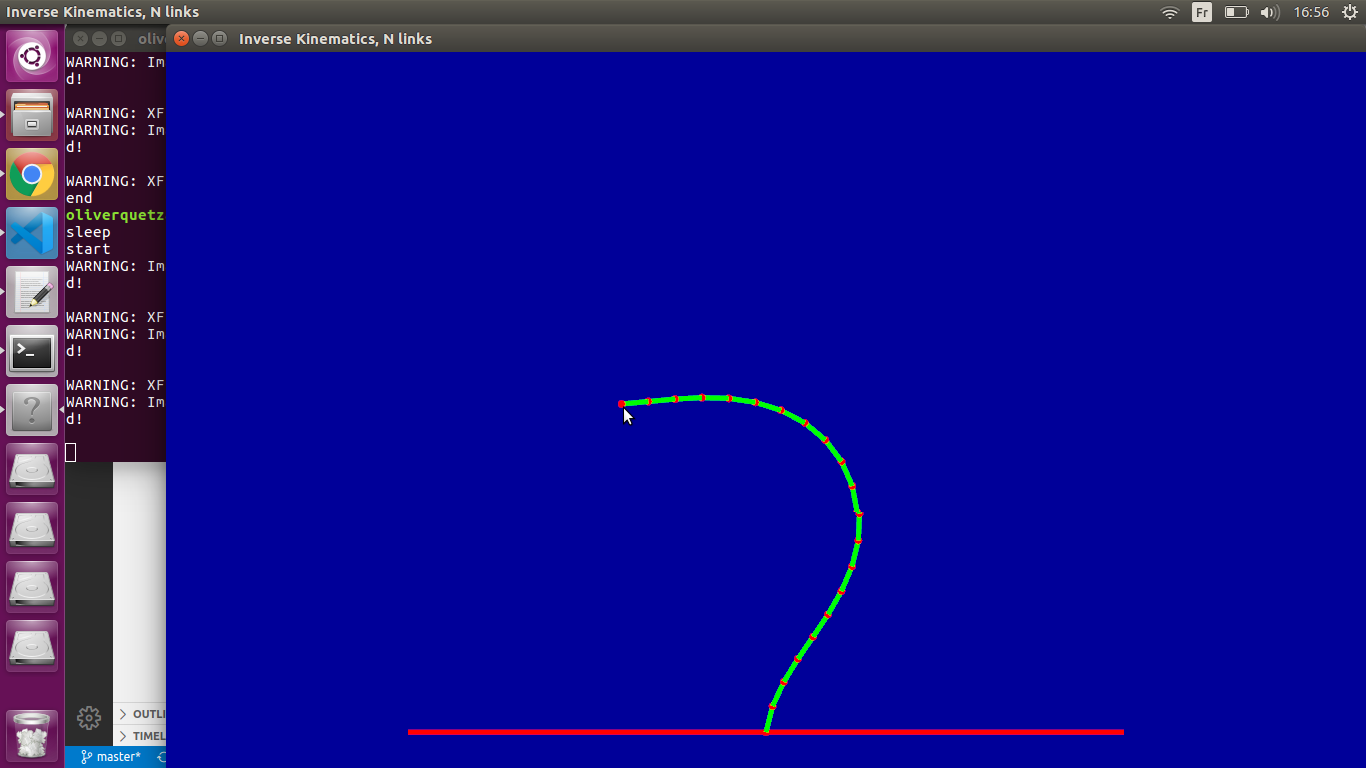 Inverse Kinematics, N links
Fr
16:56
Inverse Kinematics, N links
WARNING: Im
d!
WARNING: XF
WARNING: Im
d!
WARNING: XF
end
oliverquetz
sleep
start
WARNING: Im
d!
WARNING: XF
WARNING: Im
d!
WARNING: XF
WARNING: Im
d!
OUTLI
TIMEL
master*